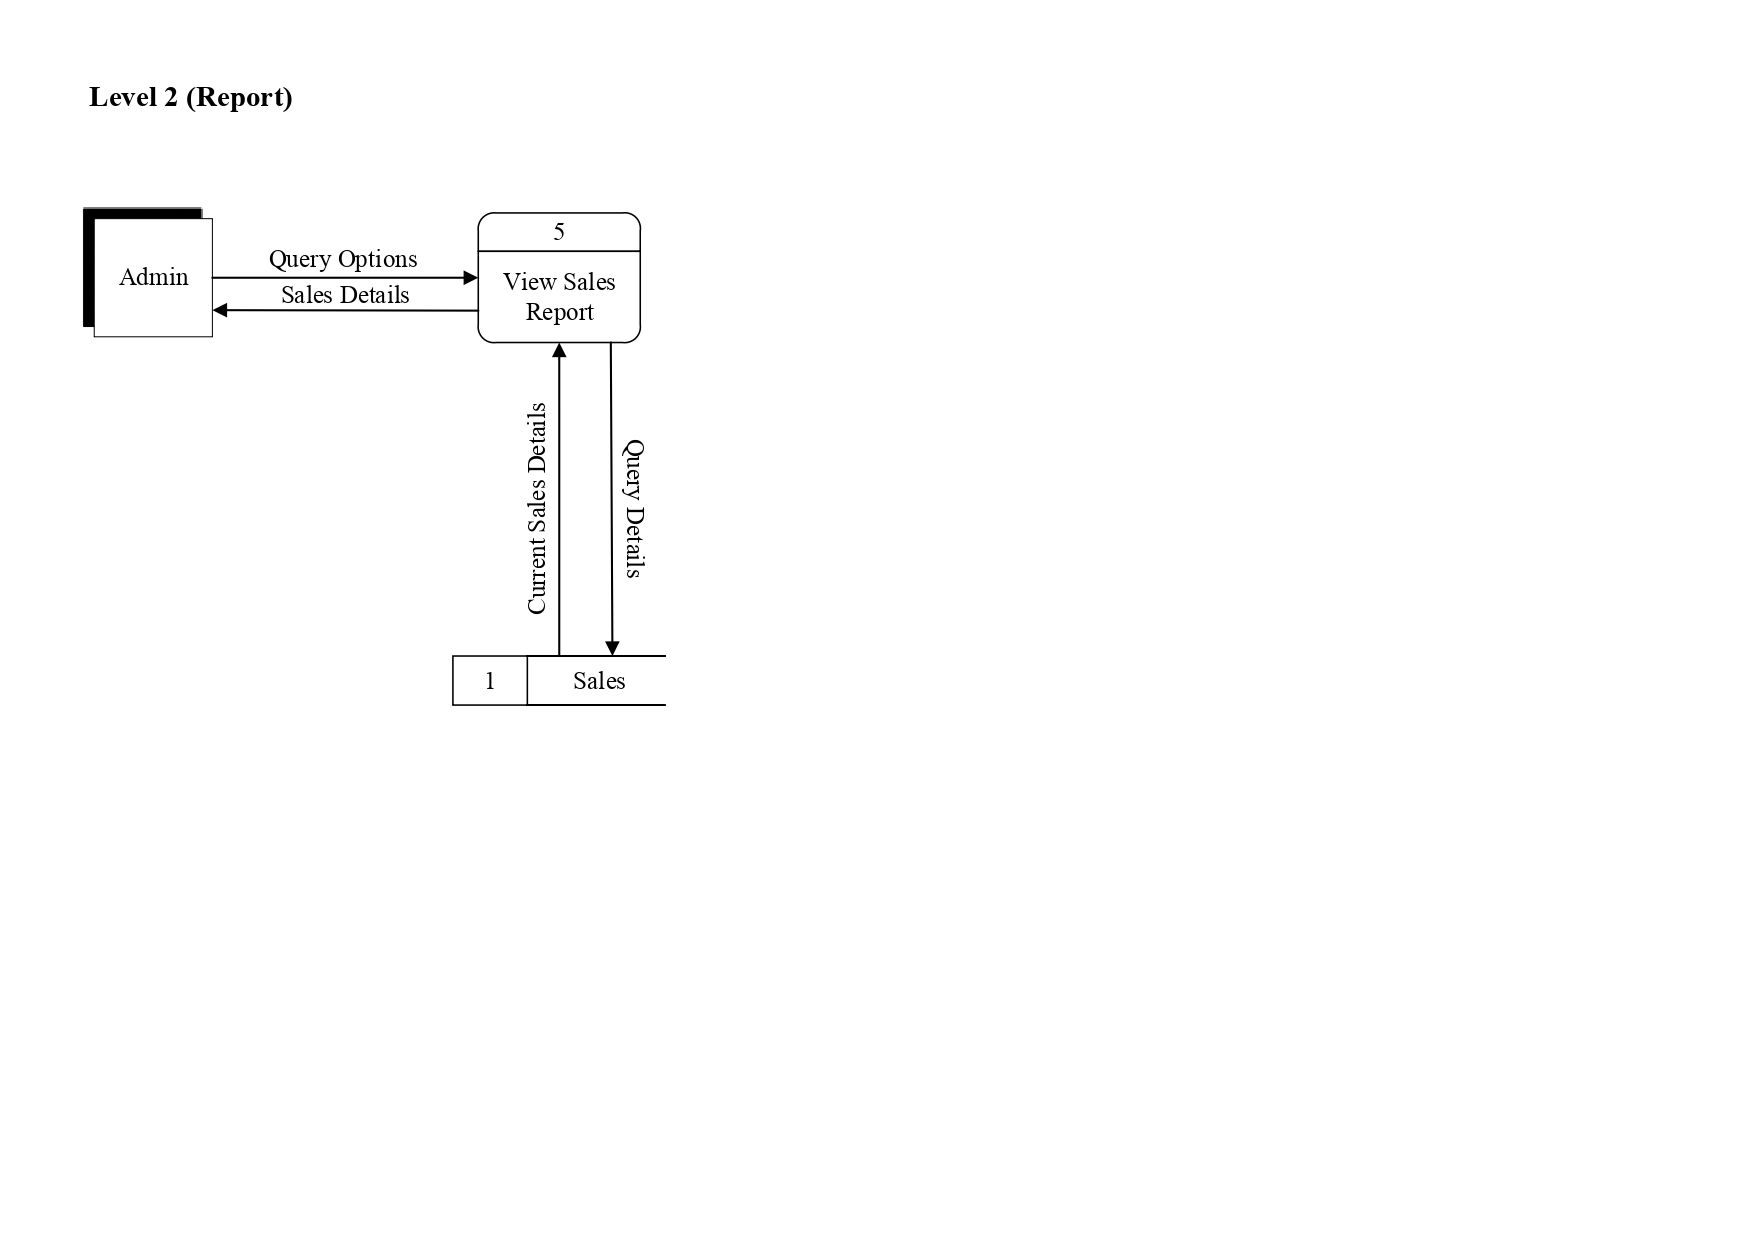 Level 2 (Report)
Admin
Query Options
Sales Details
5
View Sales
Report
Current Sales Details
Query Details
1
Sales